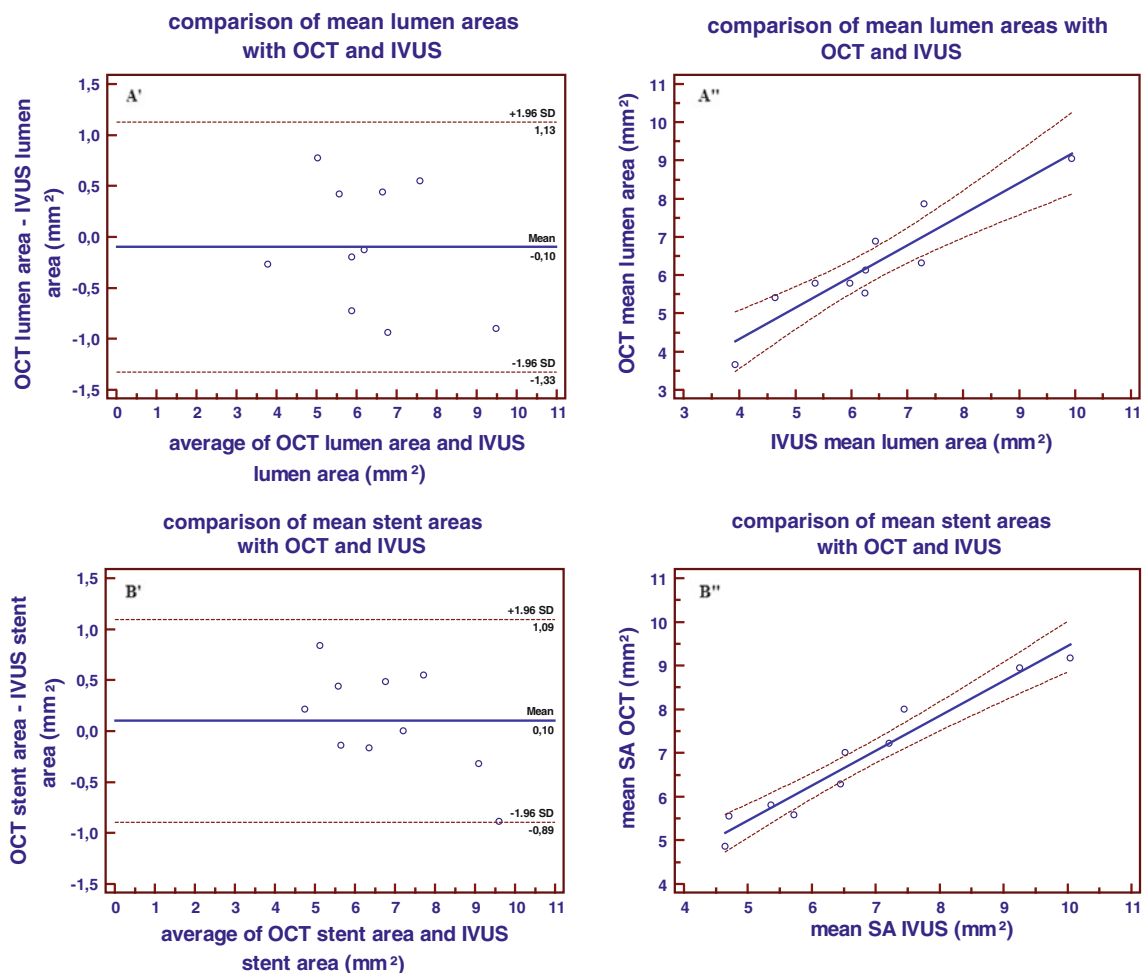 comparison of mean lumen areas
with OCT and IVUS
OCT lumen area - IVUS lumen
area (mm²)
A'
1,5
1,0
0,5
0,0
-0,5
-1,0
-1,5
+1.96 SD
1,13
Mean
-0,10
-1.96 SD
-1,33
0 1 2 3 4 5 6 7 8 9 10 11
average of OCT lumen area and IVUS
lumen area (mm²)
comparison of mean lumen areas with
OCT and IVUS
OCT mean lumen area (mm²)
A"
11
10
9
8
7
6
5
4
3
3 4 5 6 7 8 9 10 11
IVUS mean lumen area (mm²)
comparison of mean stent areas
with OCT and IVUS
OCT stent area - IVUS stent
area (mm²)
B'
1,5
1,0
0,5
0,0
-0,5
-1,0
-1,5
+1.96 SD
1,09
Mean
0,10
-1.96 SD
-0,89
0 1 2 3 4 5 6 7 8 9 10 11
average of OCT stent area and IVUS
stent area (mm²)
comparison of mean stent areas
with OCT and IVUS
mean SA OCT (mm²)
B"
11
10
9
8
7
6
5
4
4 5 6 7 8 9 10 11
mean SA IVUS (mm²)